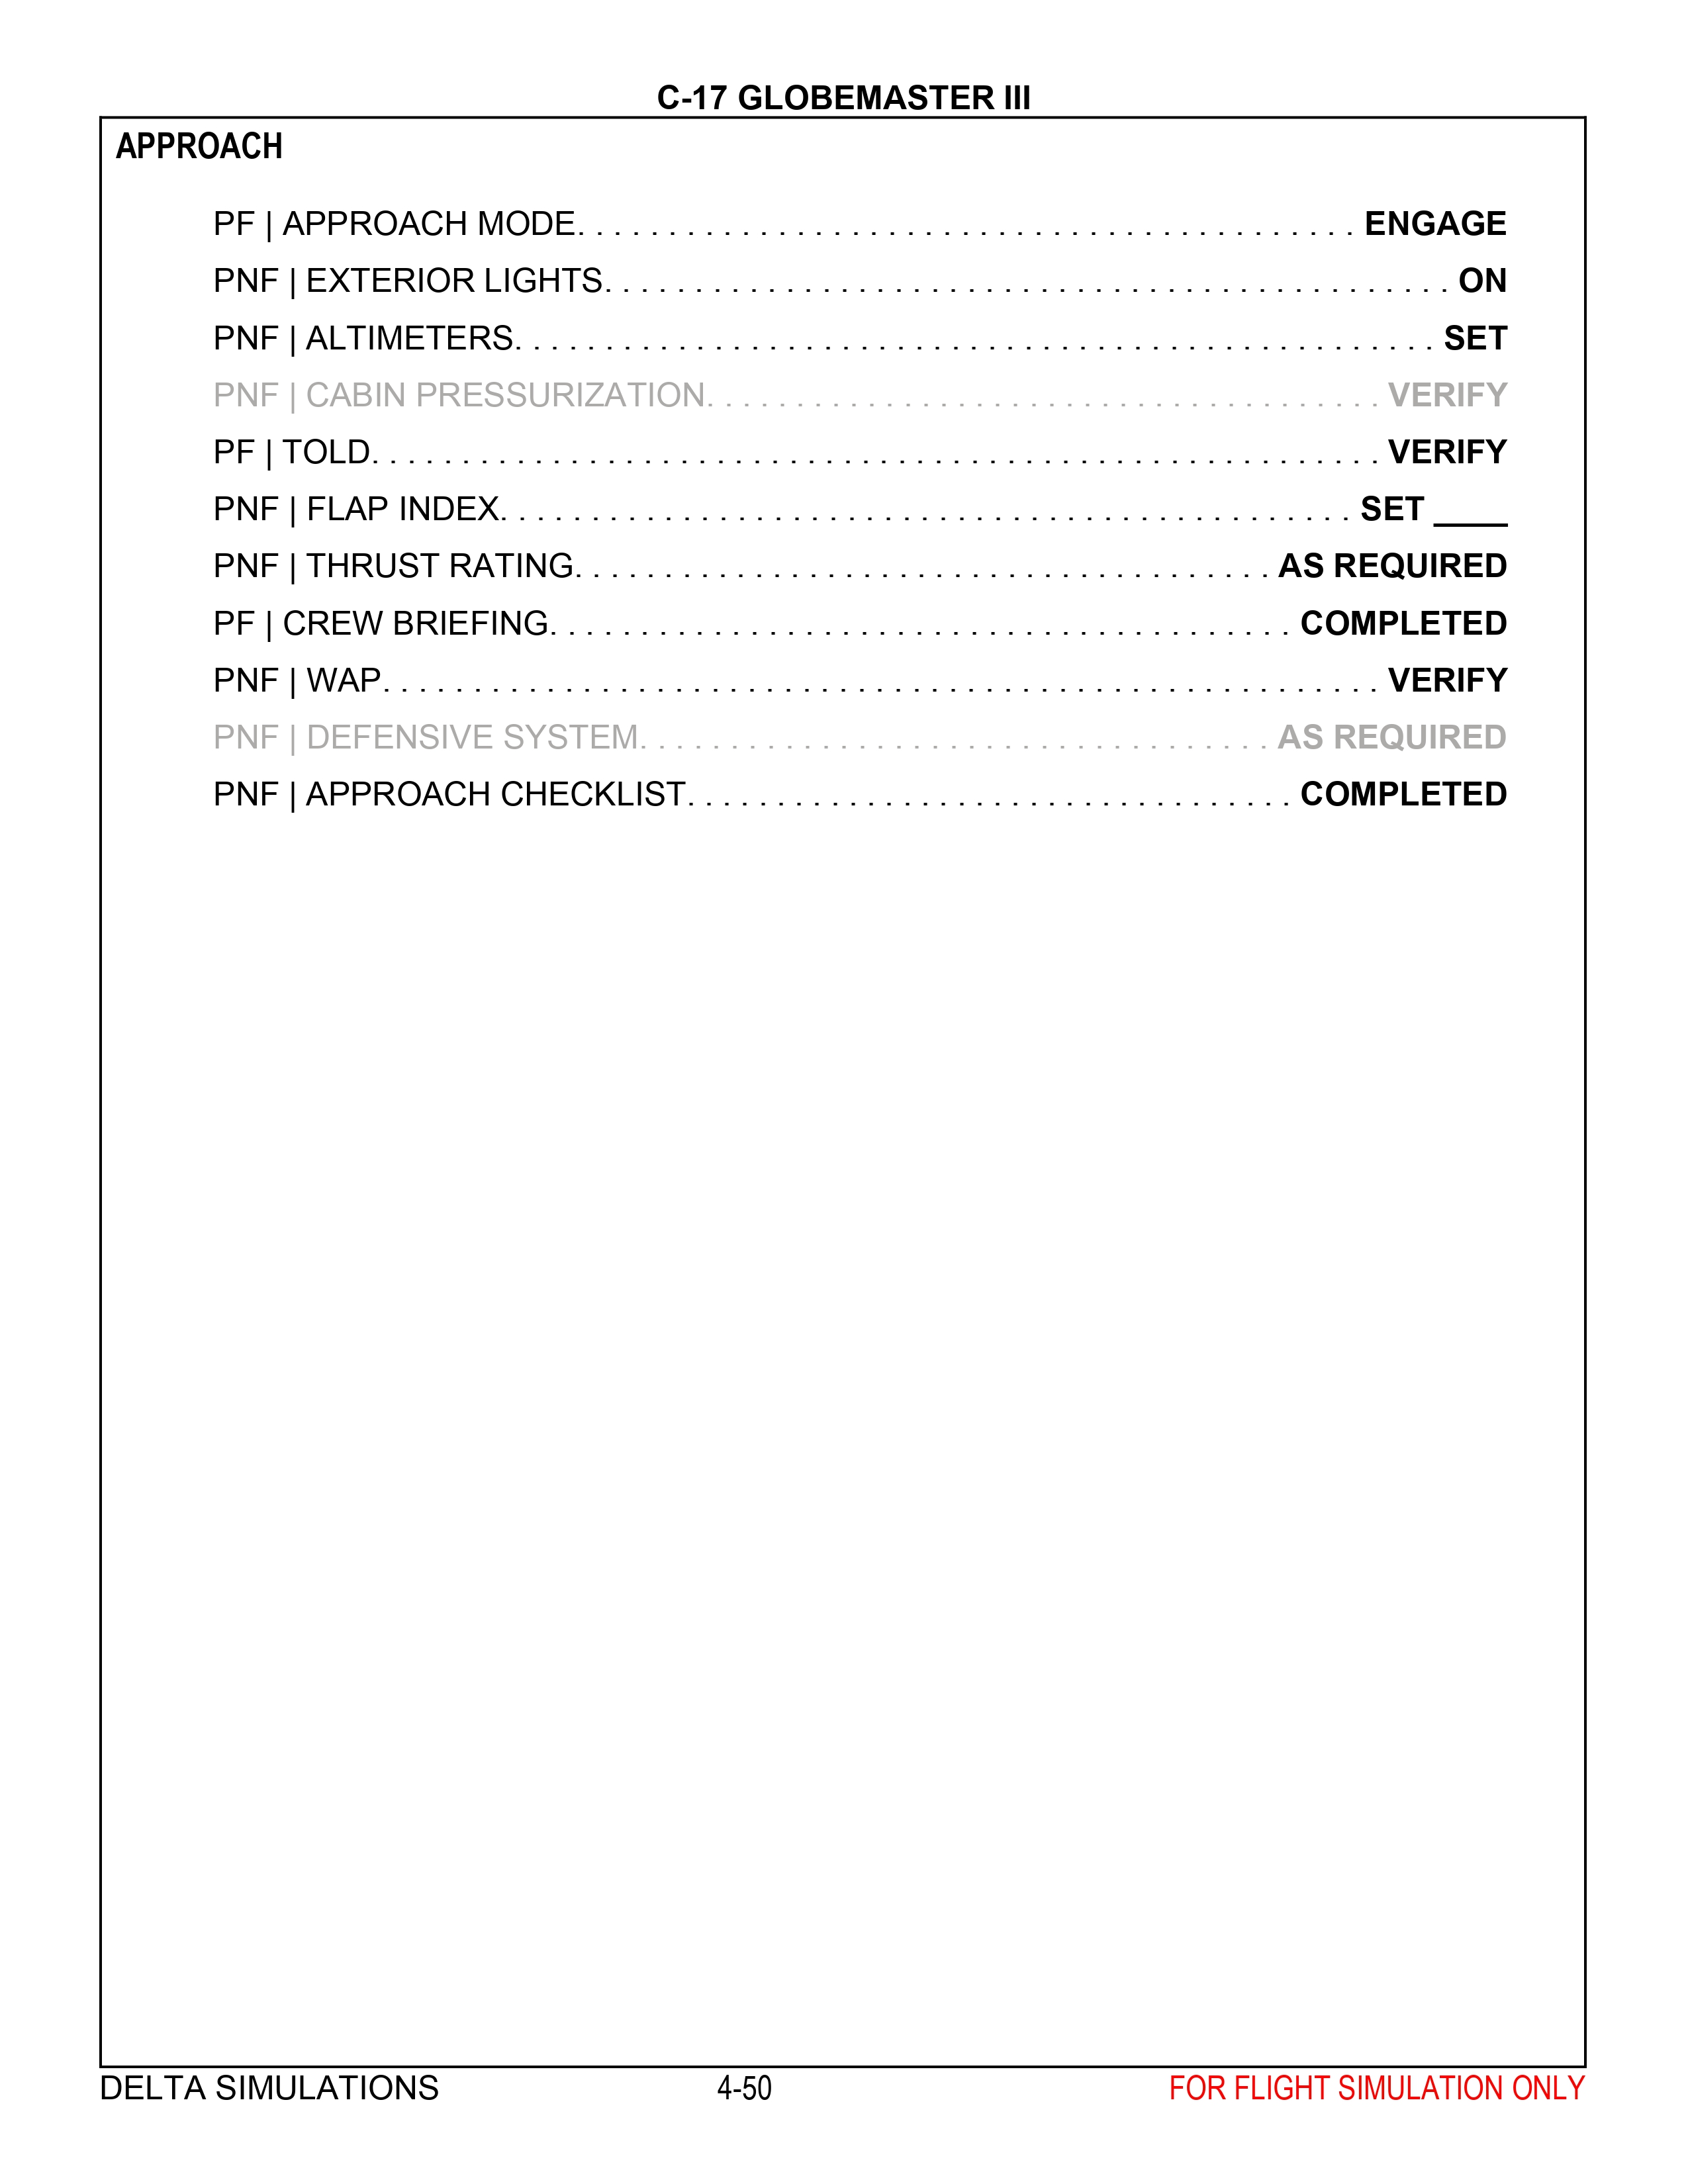 C-17 GLOBEMASTER III
APPROACH
PF | APPROACH MODE. . . . . . . . . . . . . . . . . . . . . . . . . . . . . . . . . . . . . . . . . . . ENGAGE
PNF | EXTERIOR LIGHTS. . . . . . . . . . . . . . . . . . . . . . . . . . . . . . . . . . . . . . . . . . . . . . . ON
PNF | ALTIMETERS. . . . . . . . . . . . . . . . . . . . . . . . . . . . . . . . . . . . . . . . . . . . . . . . . . . SET
PNF | CABIN PRESSURIZATION. . . . . . . . . . . . . . . . . . . . . . . . . . . . . . . . . . . . . . VERIFY
PF | TOLD. . . . . . . . . . . . . . . . . . . . . . . . . . . . . . . . . . . . . . . . . . . . . . . . . . . . . . . . VERIFY
PNF | FLAP INDEX. . . . . . . . . . . . . . . . . . . . . . . . . . . . . . . . . . . . . . . . . . . . . . . SET ____
PNF | THRUST RATING. . . . . . . . . . . . . . . . . . . . . . . . . . . . . . . . . . . . . . . AS REQUIRED
PF | CREW BRIEFING. . . . . . . . . . . . . . . . . . . . . . . . . . . . . . . . . . . . . . . . . COMPLETED
PNF | WAP. . . . . . . . . . . . . . . . . . . . . . . . . . . . . . . . . . . . . . . . . . . . . . . . . . . . . . . VERIFY
PNF | DEFENSIVE SYSTEM. . . . . . . . . . . . . . . . . . . . . . . . . . . . . . . . . . . AS REQUIRED
PNF | APPROACH CHECKLIST. . . . . . . . . . . . . . . . . . . . . . . . . . . . . . . . . . COMPLETED
DELTA SIMULATIONS 4-50 FOR FLIGHT SIMULATION ONLY